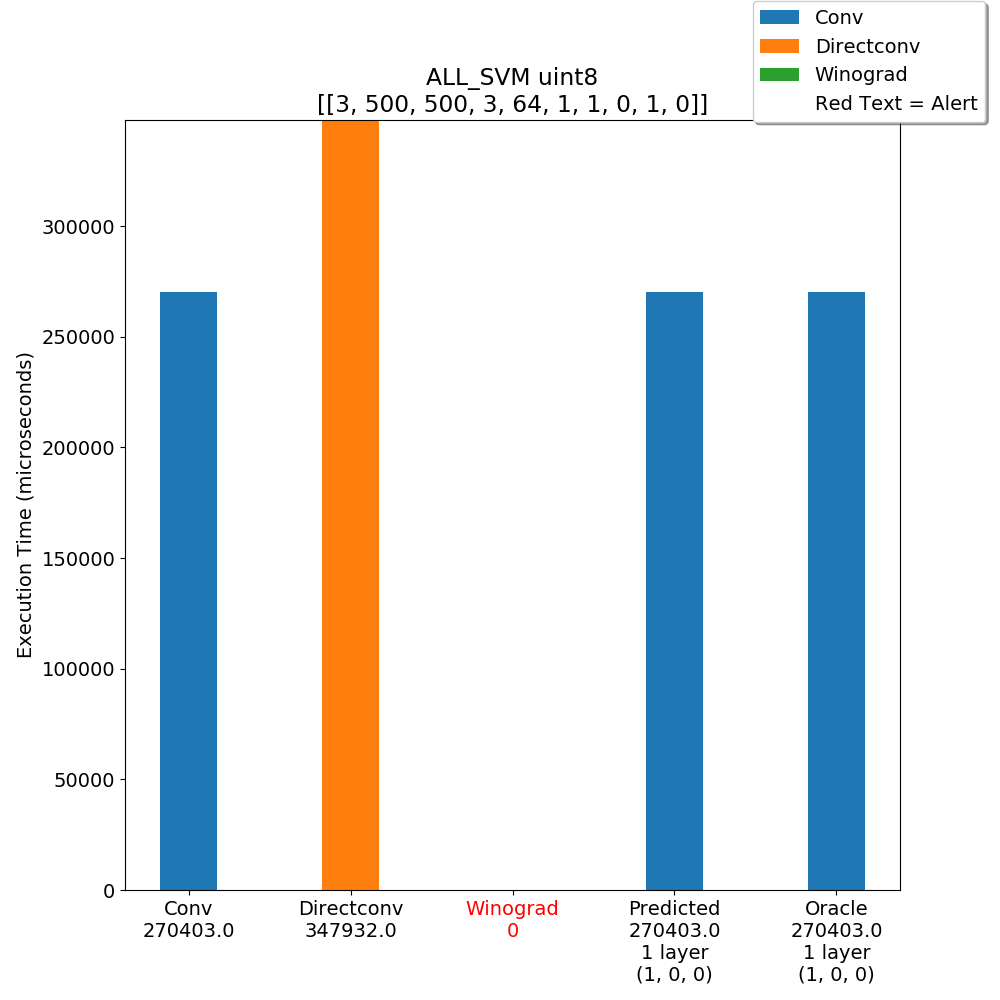 Conv
Directconv
Winograd
Red Text = Alert
ALL_SVM uint8
[[3, 500, 500, 3, 64, 1, 1, 0, 1, 0]]
Execution Time (microseconds)
300000
250000
200000
150000
100000
50000
0
Conv
270403.0
Directconv
347932.0
Winograd
0
Predicted
270403.0
1 layer
(1, 0, 0)
Oracle
270403.0
1 layer
(1, 0, 0)